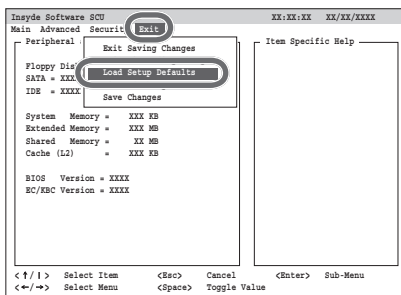 Insyde Software SCU XX:XX:XX XX/XX/XXXX
Main Advanced Securit Exit
Peripheral Item Specific Help
Exit Saving Changes
Floppy Dis
Load Setup Defaults
SATA = XXX
IDE = XXXX
Save Changes
System Memory = XXX KB
Extended Memory = XXX MB
Shared Memory = XX MB
Cache (L2) = XXX KB
BIOS Version = XXXX
EC/KBC Version = XXXX
<↑/↓> Select Item <Esc> Cancel <Enter> Sub-Menu
<←/→> Select Menu <Space> Toggle Value